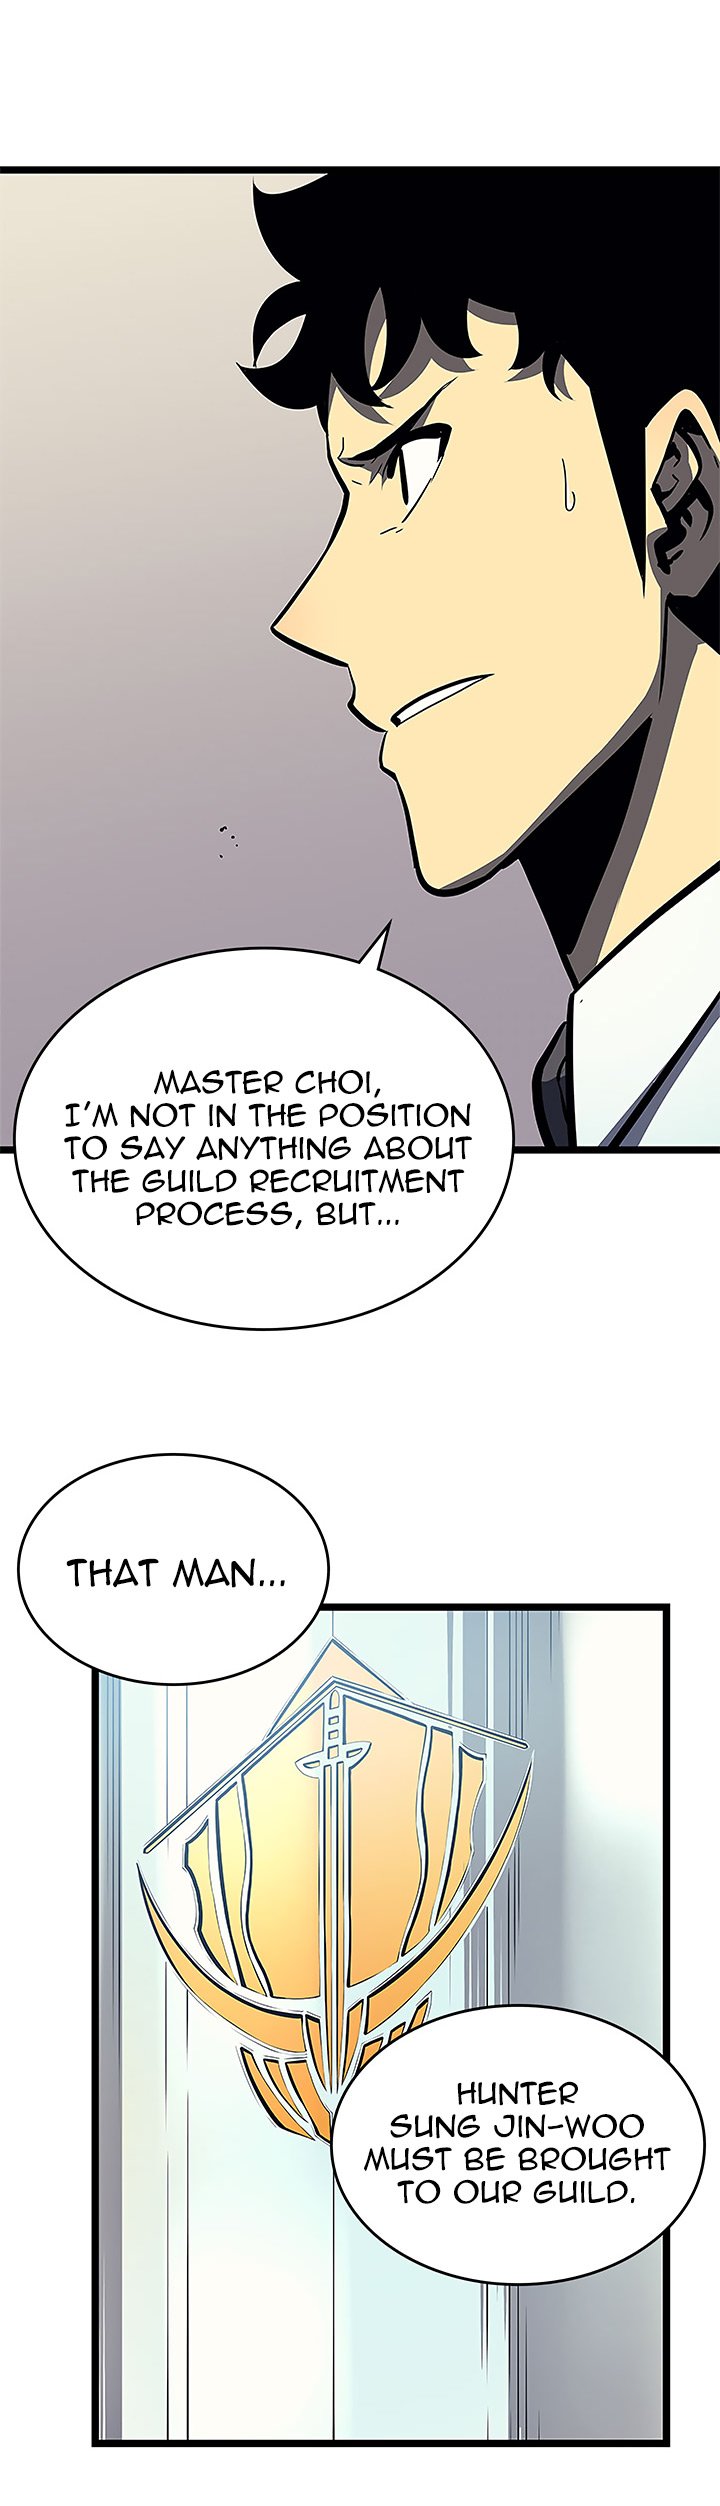 MASTER CHOI,
I'M NOT IN THE POSITION
TO SAY ANYTHING ABOUT
THE GUILD RECRUITMENT
PROCESS, BUT...
THAT MAN...
HUNTER
SUNG JIN-WOO
MUST BE BROUGHT
TO OUR GUILD.